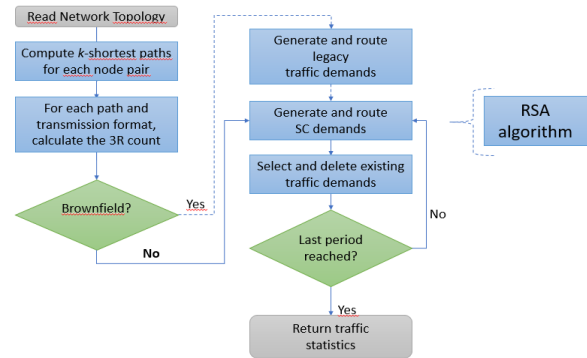 Read Network Topology
Compute k-shortest paths
for each node pair
For each path and
transmission format,
calculate the 3R count
Brownfield?
Yes
No
Generate and route
legacy
traffic demands
Generate and route
SC demands
Select and delete existing
traffic demands
Last period
reached?
No
Yes
Return traffic
statistics
RSA
algorithm